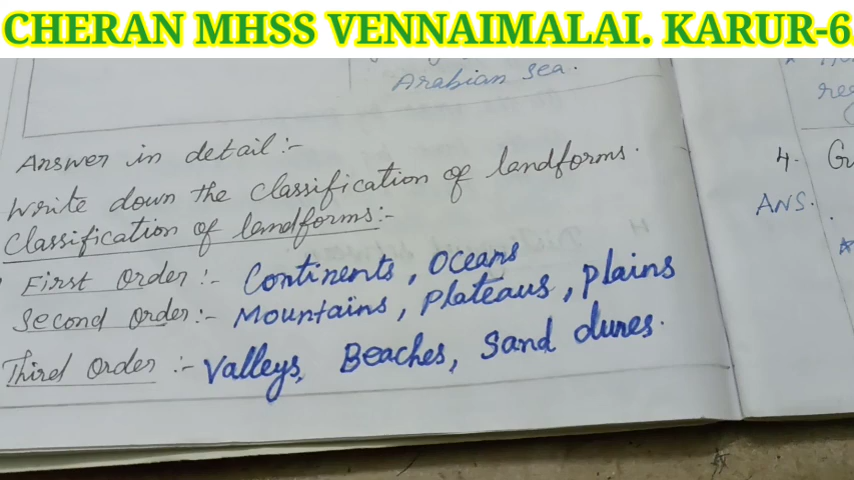 CHERAN MHSS VENNAIMALAI. KARUR-6
Arabian Sea.
Answer in detail:-
Write down the classification of landforms.
Classification of landforms:-
First Order:- Continents, Oceans
Second Order:- Mountains, Plateaus, Plains
Third Order:- Valleys, Beaches, Sand dunes.
4.
ANS.